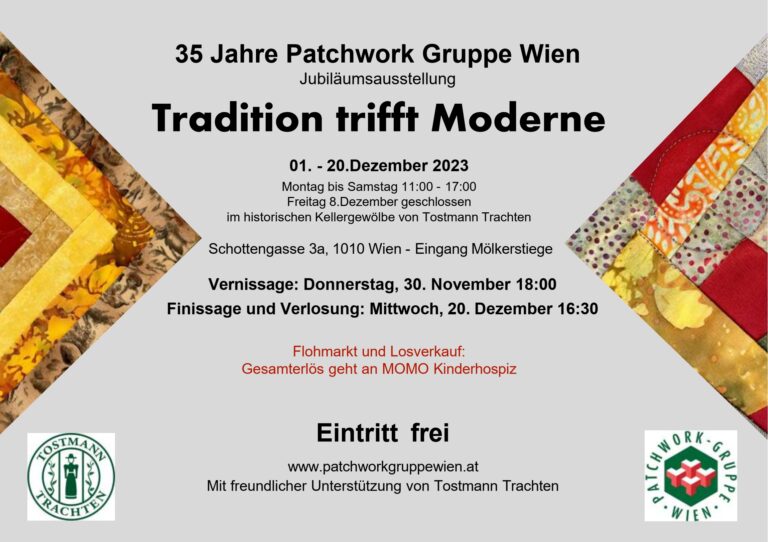 35 Jahre Patchwork Gruppe Wien
Jubiläumsausstellung
Tradition trifft Moderne
01. - 20.Dezember 2023
Montag bis Samstag 11:00 - 17:00
Freitag 8.Dezember geschlossen
im historischen Kellergewölbe von Tostmann Trachten
Schottengasse 3a, 1010 Wien - Eingang Mölkerstiege
Vernissage: Donnerstag, 30. November 18:00
Finissage und Verlosung: Mittwoch, 20. Dezember 16:30
Flohmarkt und Losverkauf:
Gesamterlös geht an MOMO Kinderhospiz
Eintritt frei
www.patchworkgruppewien.at
Mit freundlicher Unterstützung von Tostmann Trachten
TOSTMANN
TRACHTEN
PATCHWORK-GRUPPE
WIEN